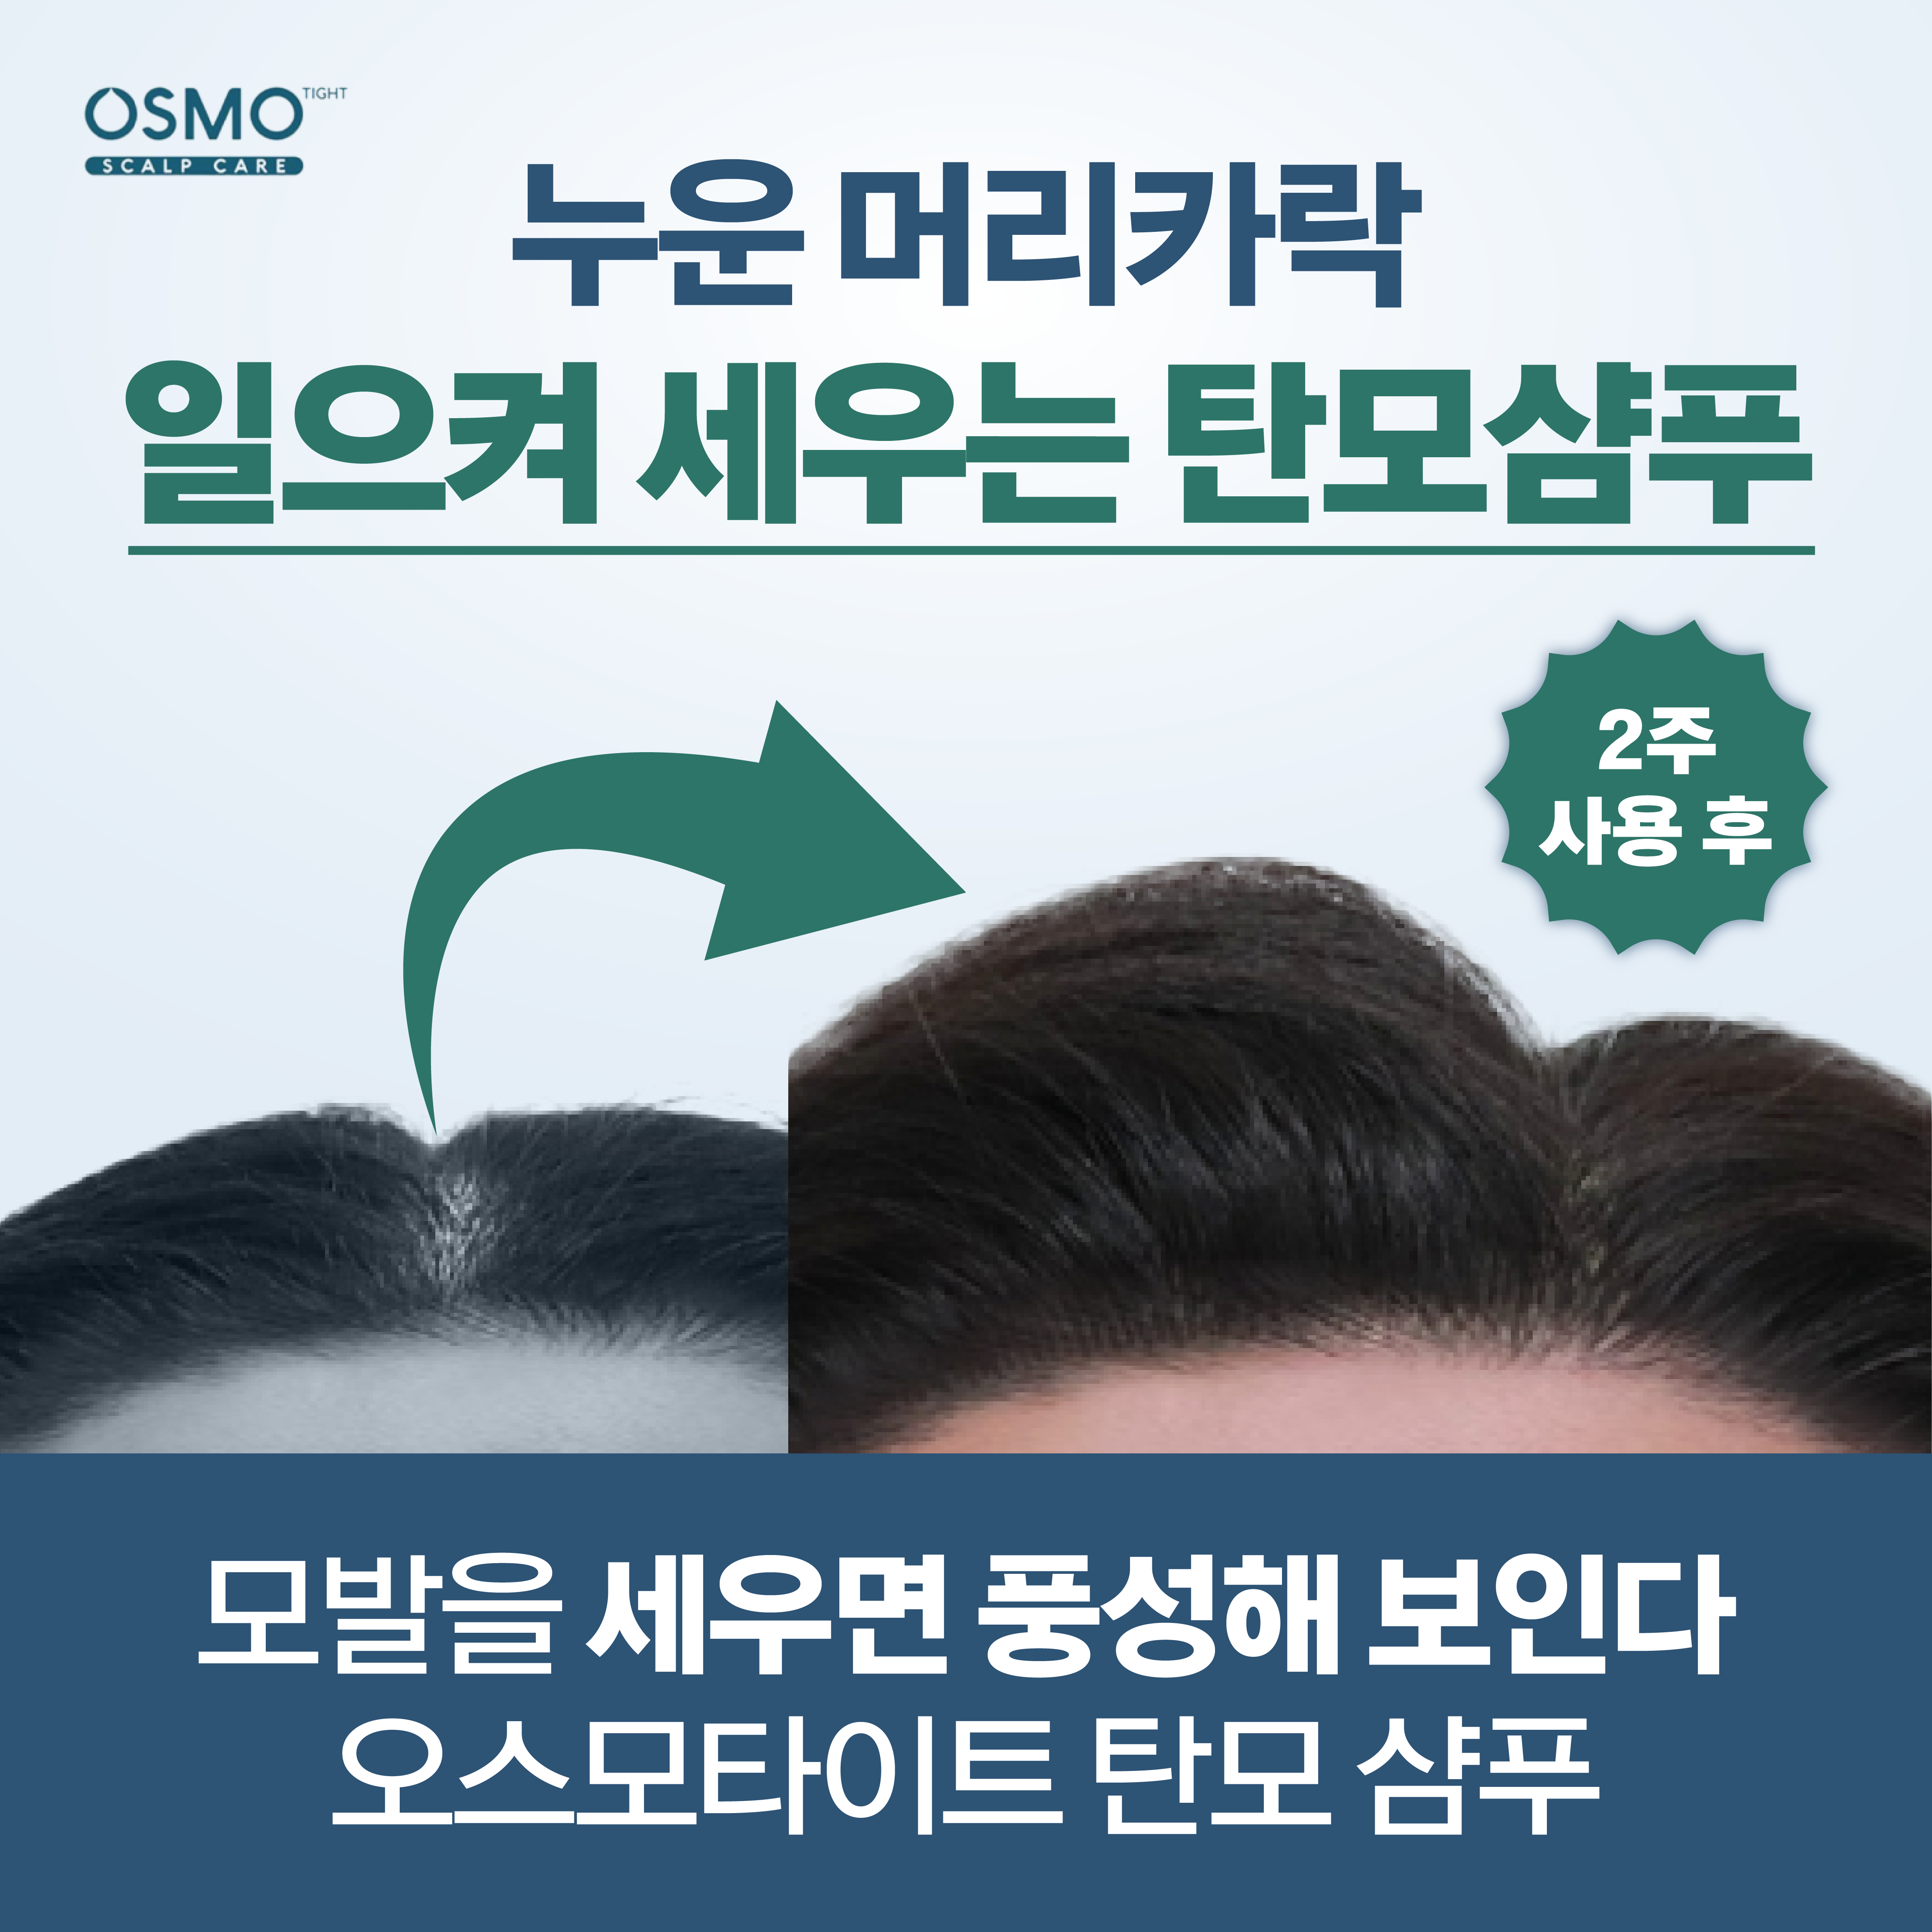 OSMO TIGHT
SCALP CARE
누운 머리카락
일으켜 세우는 탄모샴푸
2주
사용 후
모발을 세우면 풍성해 보인다
오스모타이트 탄모 샴푸